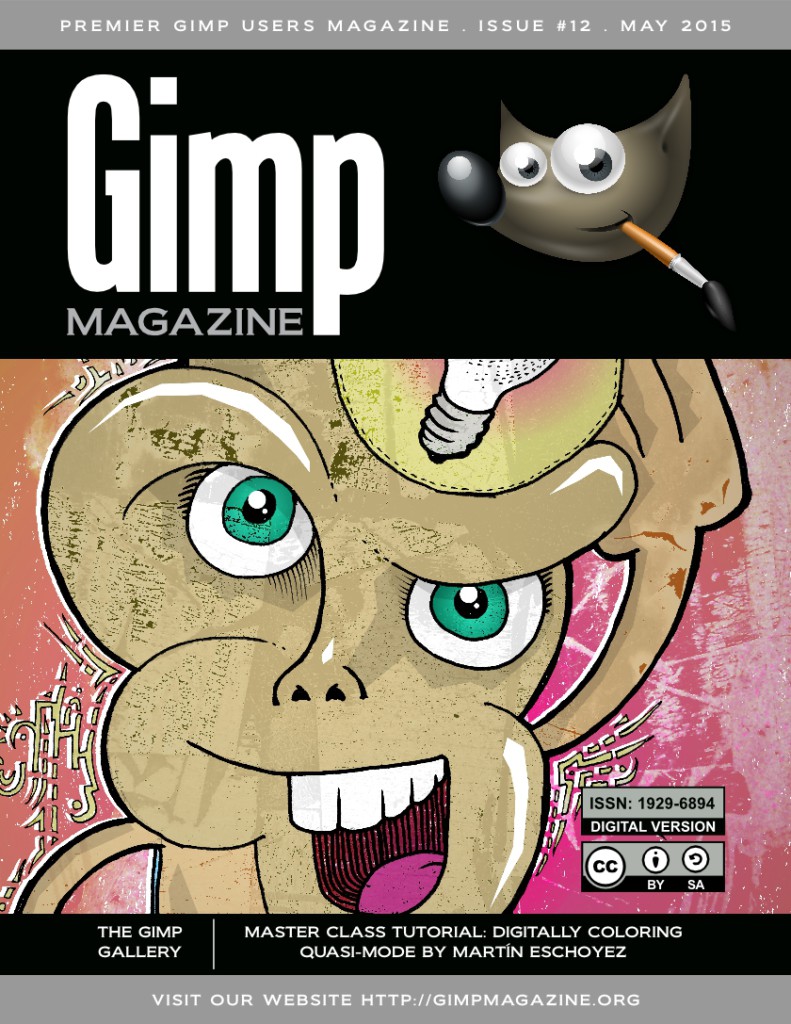 PREMIER GIMP USERS MAGAZINE . ISSUE #12 . MAY 2015
Gimp
MAGAZINE
ISSN: 1929-6894
DIGITAL VERSION
cc
BY SA
THE GIMP
GALLERY
MASTER CLASS TUTORIAL: DIGITALLY COLORING
QUASI-MODE BY MARTÍN ESCHOYEZ
VISIT OUR WEBSITE HTTP://GIMPMAGAZINE.ORG